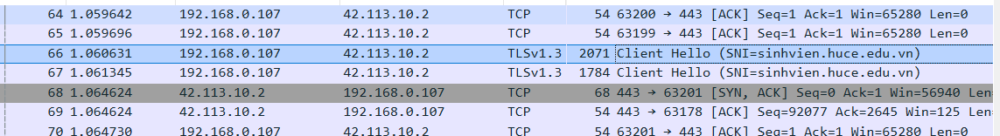 64 1.059642 192.168.0.107 42.113.10.2 TCP 54 63200 → 443 [ACK] Seq=1 Ack=1 Win=65280 Len=0
65 1.059696 192.168.0.107 42.113.10.2 TCP 54 63199 → 443 [ACK] Seq=1 Ack=1 Win=65280 Len=0
66 1.060631 192.168.0.107 42.113.10.2 TLSv1.3 2071 Client Hello (SNI=sinhvien.huce.edu.vn)
67 1.061345 192.168.0.107 42.113.10.2 TLSv1.3 1784 Client Hello (SNI=sinhvien.huce.edu.vn)
68 1.064624 42.113.10.2 192.168.0.107 TCP 68 443 → 63201 [SYN, ACK] Seq=0 Ack=1 Win=56940 Len
69 1.064624 42.113.10.2 192.168.0.107 TCP 54 443 → 63178 [ACK] Seq=92077 Ack=2645 Win=125 Len
70 1.064730 192.168.0.107 42.113.10.2 TCP 54 63201 → 443 [ACK] Seq=1 Ack=1 Win=65280 Len=0